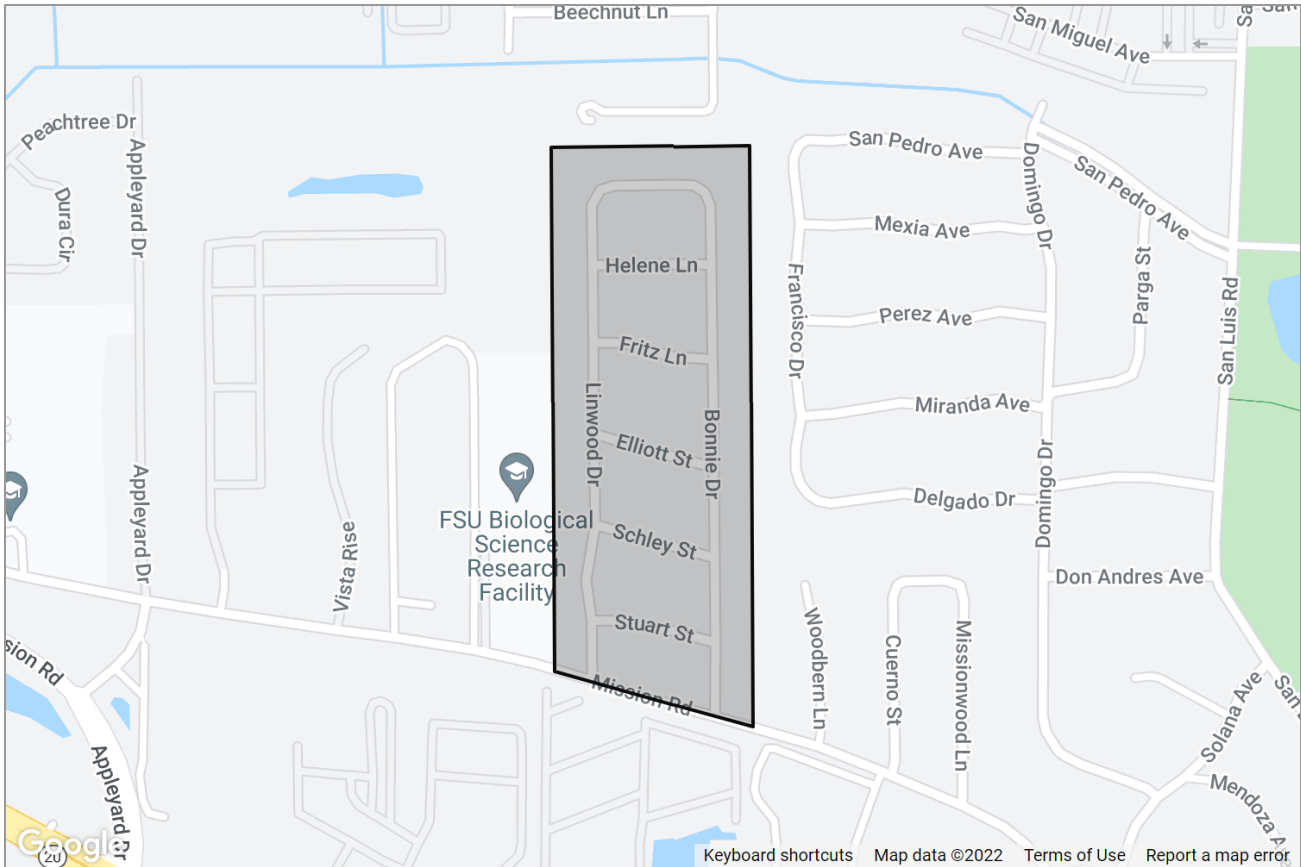 Beechnut Ln
San Miguel Ave
Peachtree Dr
Appleyard Dr
San Pedro Ave
Domingo Dr
San Pedro Ave
Dura Cir
Mexia Ave
Parga St
Helene Ln
Francisco Dr
Perez Ave
San Luis Rd
Fritz Ln
Linwood Dr
Bonnie Dr
Miranda Ave
Elliott St
Appleyard Dr
Delgado Dr
Domingo Dr
FSU Biological
Science
Research
Facility
Schley St
Vista Rise
Don Andres Ave
Stuart St
Woodbern Ln
Cuerno St
Missionwood Ln
sion Rd
Mission Rd
Solana Ave
Appleyard Dr
Mendoza A
Google
20
Keyboard shortcuts
Map data ©2022
Terms of Use
Report a map error